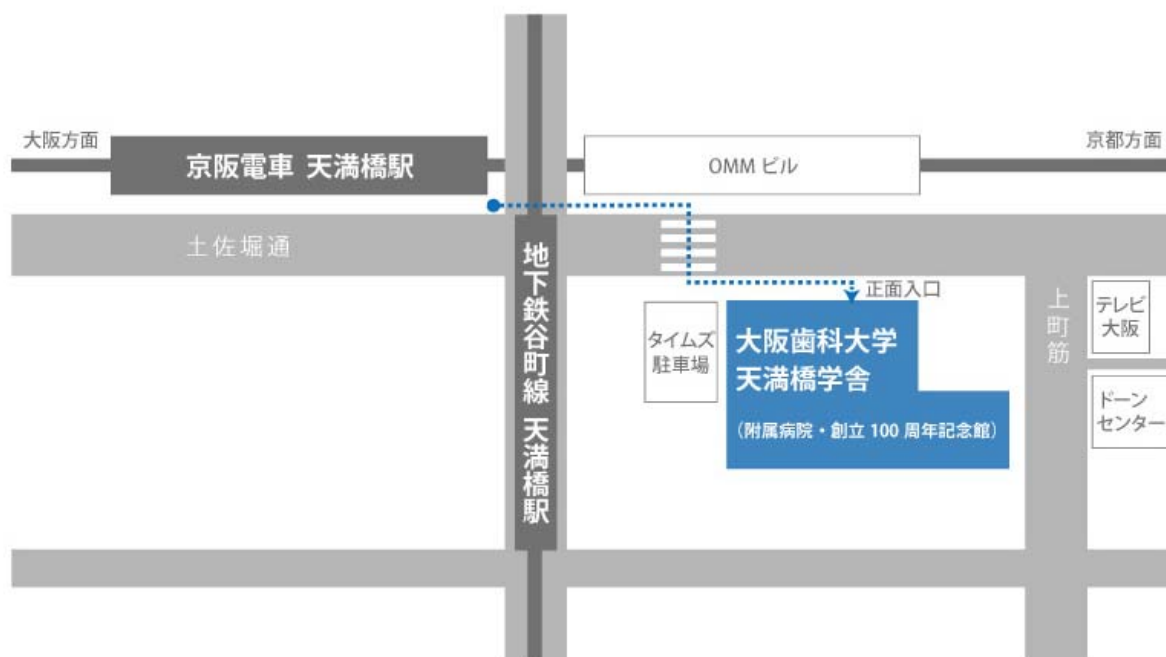 大阪方面
京阪電車 天満橋駅
OMM ビル
京都方面
土佐堀通
地下鉄谷町線 天満橋駅
正面入口
上町筋
テレビ
大阪
タイムズ
駐車場
大阪歯科大学
天満橋学舎
(附属病院・創立 100 周年記念館)
ドーン
センター